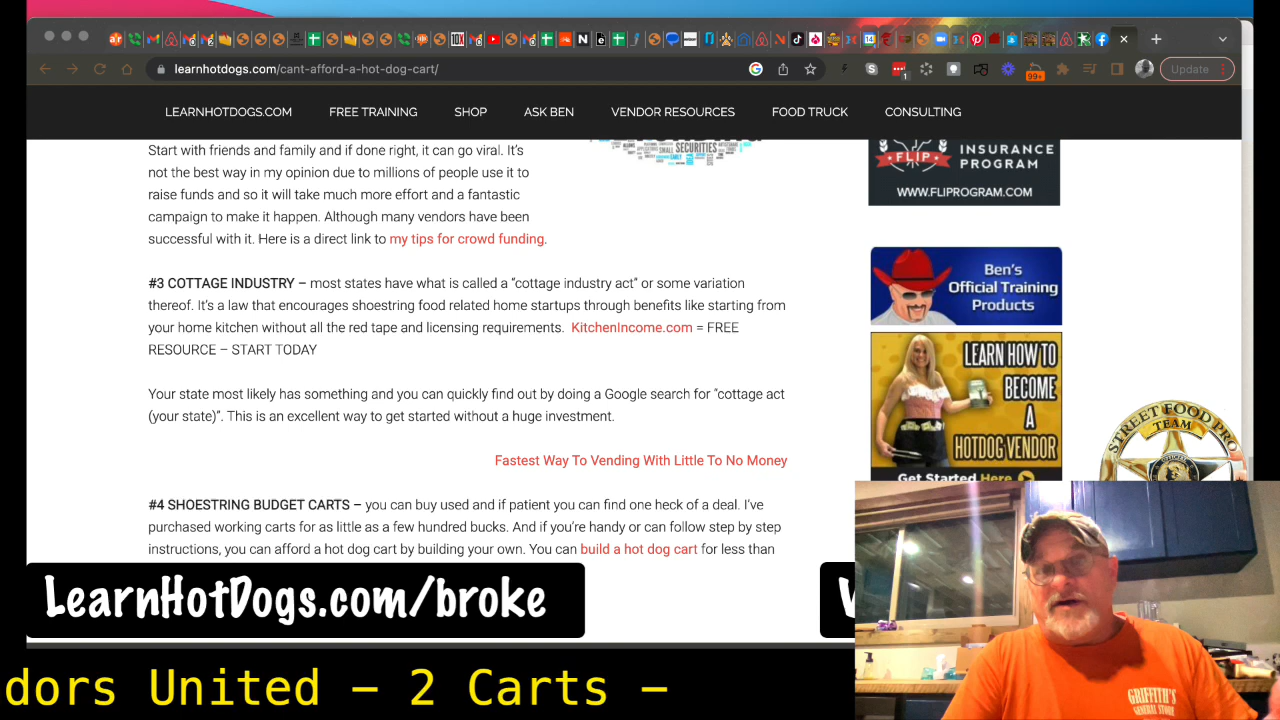 learnhotdogs.com/cant-afford-a-hot-dog-cart/
Update
LEARNHOTDOGS.COM FREE TRAINING SHOP ASK BEN VENDOR RESOURCES FOOD TRUCK CONSULTING
Start with friends and family and if done right, it can go viral. It’s
not the best way in my opinion due to millions of people use it to
raise funds and so it will take much more effort and a fantastic
campaign to make it happen. Although many vendors have been
successful with it. Here is a direct link to my tips for crowd funding.
SECURITIES
#3 COTTAGE INDUSTRY – most states have what is called a “cottage industry act” or some variation
thereof. It’s a law that encourages shoestring food related home startups through benefits like starting from
your home kitchen without all the red tape and licensing requirements. KitchenIncome.com = FREE
RESOURCE – START TODAY
Your state most likely has something and you can quickly find out by doing a Google search for “cottage act
(your state)”. This is an excellent way to get started without a huge investment.
Fastest Way To Vending With Little To No Money
#4 SHOESTRING BUDGET CARTS – you can buy used and if patient you can find one heck of a deal. I’ve
purchased working carts for as little as a few hundred bucks. And if you’re handy or can follow step by step
instructions, you can afford a hot dog cart by building your own. You can build a hot dog cart for less than
FLIP
INSURANCE
PROGRAM
WWW.FLIPROGRAM.COM
Ben's
Official Training
Products
LEARN HOW TO
BECOME
A
HOTDOG VENDOR
Get Started Here
STREET FOOD PRO
TEAM
LearnHotDogs.com/broke
dors United – 2 Carts –
GRIFFITH'S
GENERAL STORE